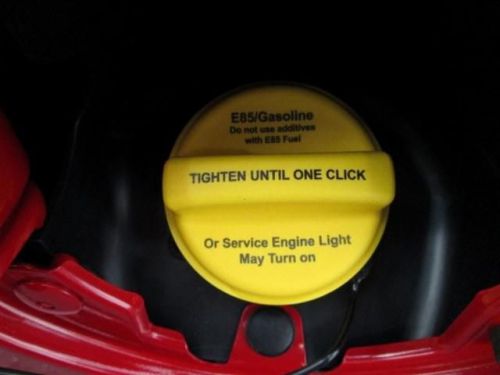 E85/Gasoline
Do not use additives
with E85 Fuel
TIGHTEN UNTIL ONE CLICK
Or Service Engine Light
May Turn on